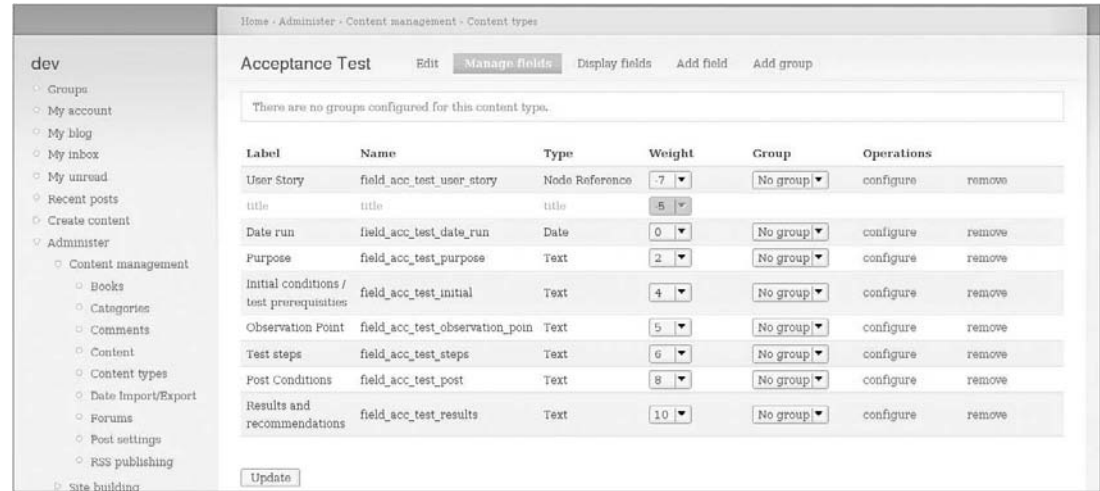 Home › Administer › Content management › Content types
dev
Groups
My account
My blog
My inbox
My unread
Recent posts
Create content
Administer
Content management
Books
Categories
Comments
Content
Content types
Date Import/Export
Forums
Post settings
RSS publishing
Site building
Acceptance Test Edit Manage fields Display fields Add field Add group
There are no groups configured for this content type.
Label Name Type Weight Group Operations
User Story field_acc_test_user_story Node Reference -7 No group configure remove
title title title -5
Date run field_acc_test_date_run Date 0 No group configure remove
Purpose field_acc_test_purpose Text 2 No group configure remove
Initial conditions /
test prerequisities field_acc_test_initial Text 4 No group configure remove
Observation Point field_acc_test_observation_poin Text 5 No group configure remove
Test steps field_acc_test_steps Text 6 No group configure remove
Post Conditions field_acc_test_post Text 8 No group configure remove
Results and
recommendations field_acc_test_results Text 10 No group configure remove
Update